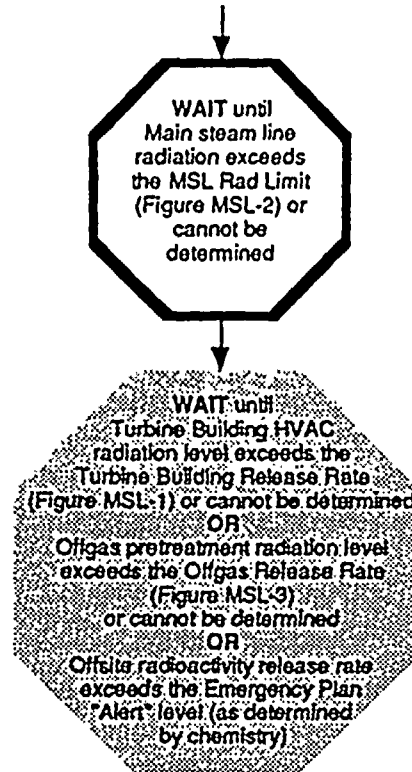 WAIT until
Main steam line
radiation exceeds
the MSL Rad Limit
(Figure MSL-2) or
cannot be
determined
WAIT until
Turbine Building HVAC
radiation level exceeds the
Turbine Building Release Rate
(Figure MSL-1) or cannot be determined
OR
Offgas pretreatment radiation level
exceeds the Offgas Release Rate
(Figure MSL-3)
or cannot be determined
OR
Offsite radioactivity release rate
exceeds the Emergency Plan
"Alert" level (as determined
by chemistry)